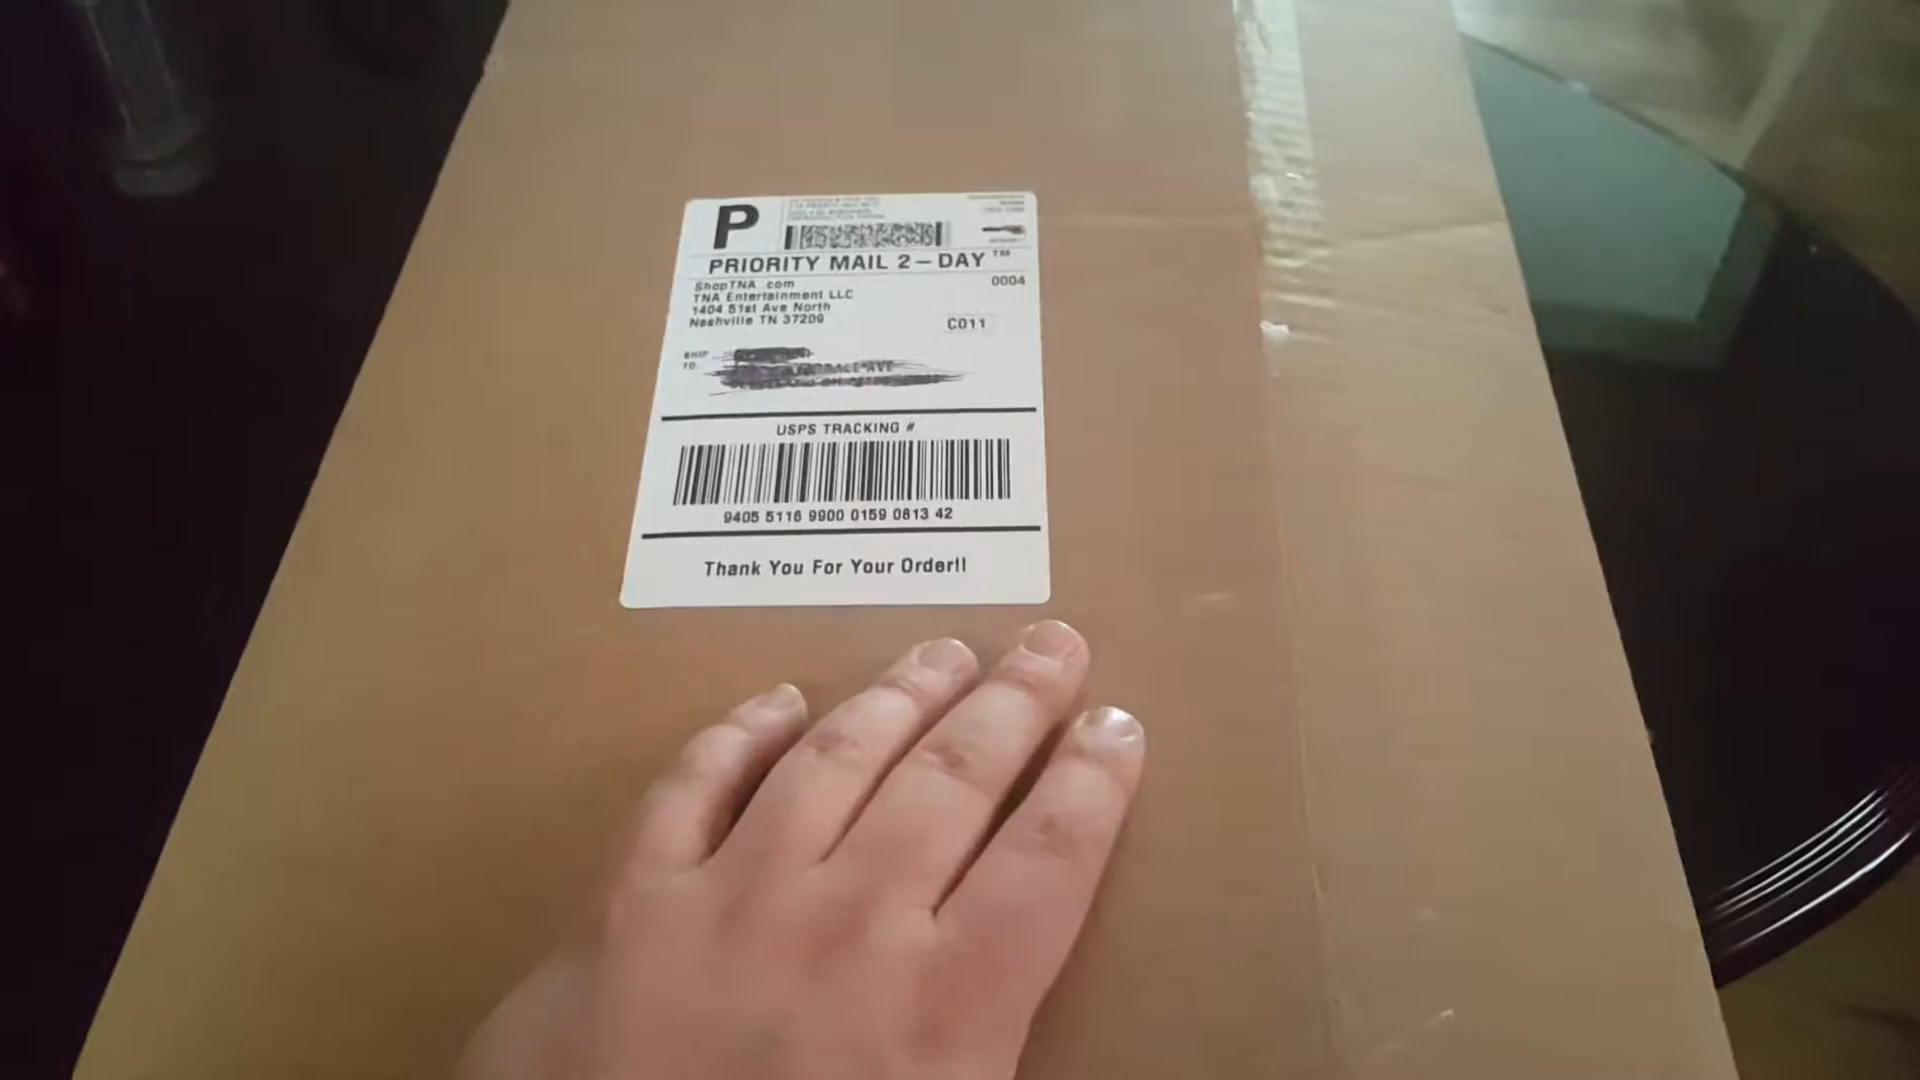 P
PRIORITY MAIL 2-DAY™
ShopTNA.com
0004
TNA Entertainment LLC
1404 51st Ave North
Nashville TN 37209
C011
SHIP
TO:
AVE
USPS TRACKING #
9405 5116 9900 0159 0813 42
Thank You For Your Order!!